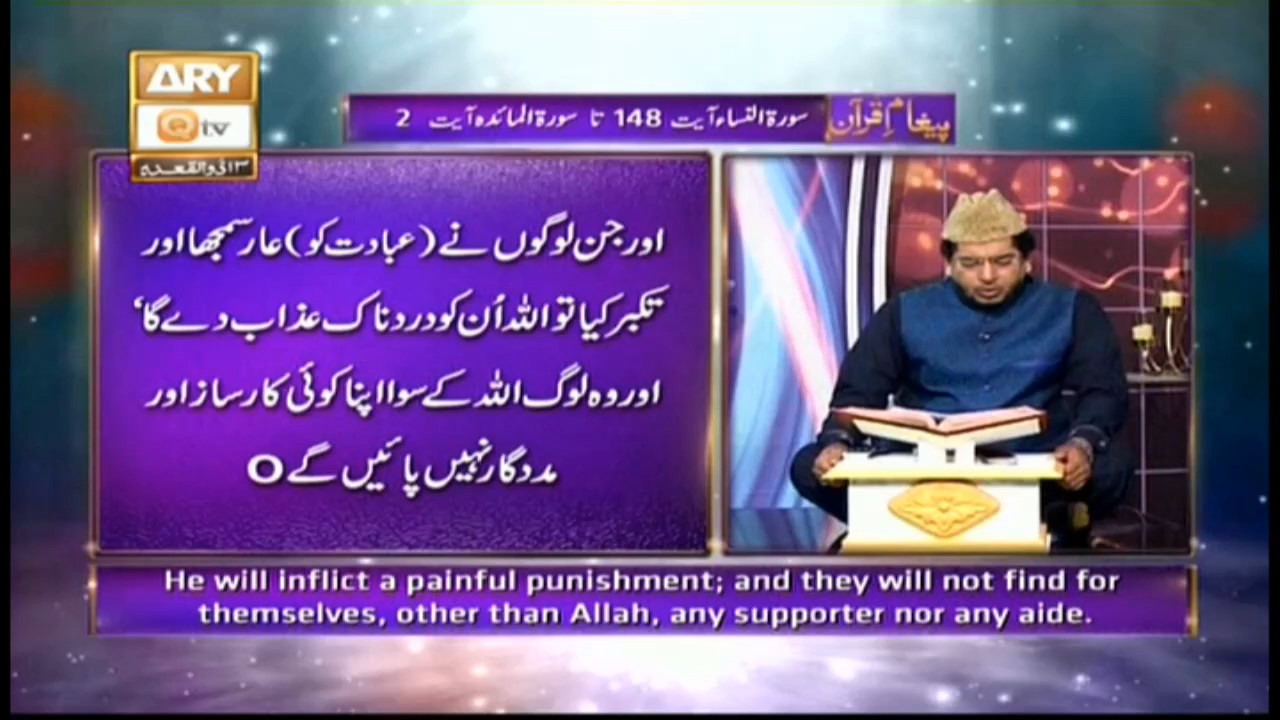 ARY
Qtv
۱۳ ذوالقعدہ
پیغامِ قرآن
سورۃ النساء آیت 148 تا سورۃ المائدہ آیت 2
اور جن لوگوں نے (عبادت کو) عار سمجھا اور
تکبر کیا تو اللہ اُن کو دردناک عذاب دے گا،
اور وہ لوگ اللہ کے سوا اپنا کوئی کارساز اور
مددگار نہیں پائیں گے O
He will inflict a painful punishment; and they will not find for
themselves, other than Allah, any supporter nor any aide.